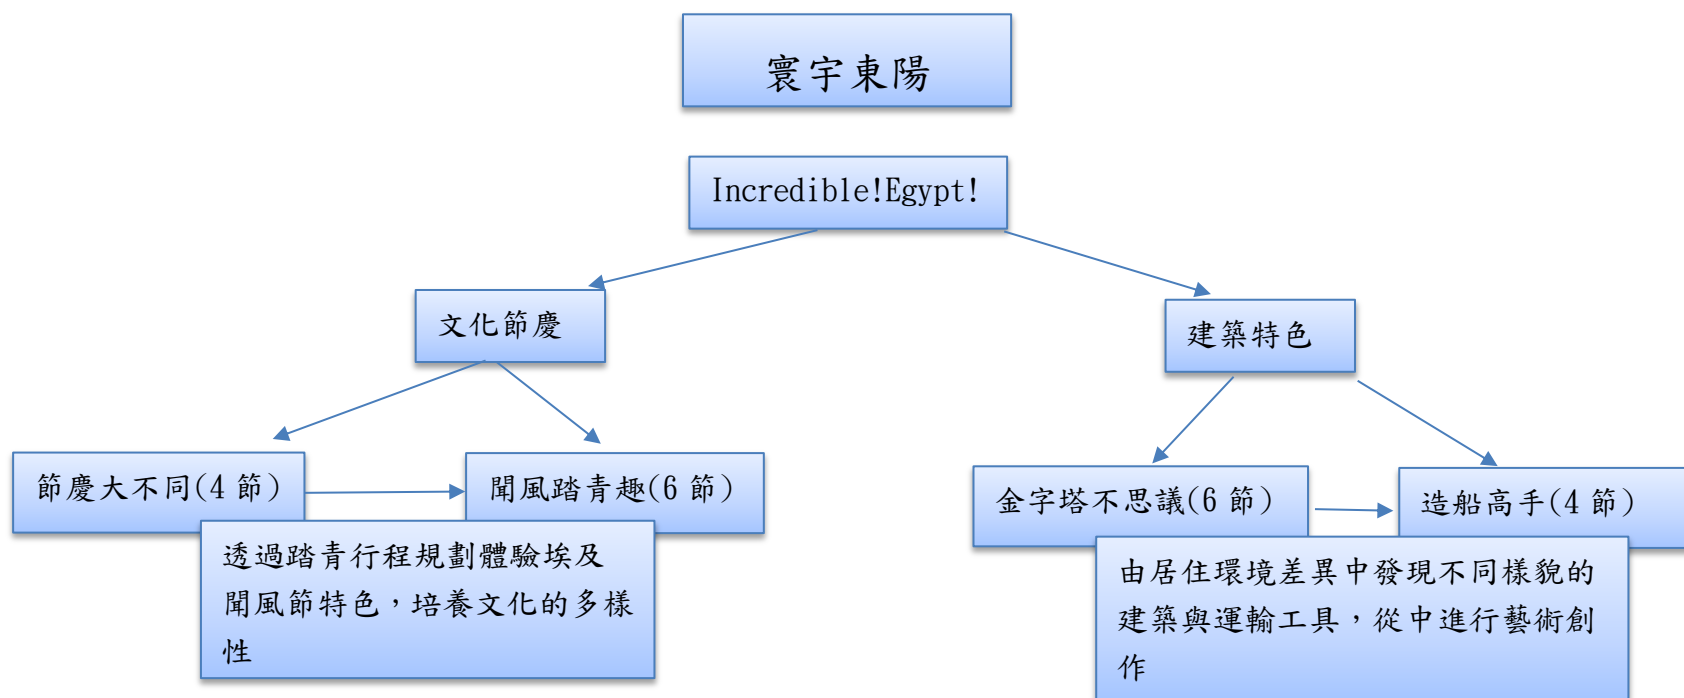 寰宇東陽
Incredible!Egypt!
文化節慶
建築特色
節慶大不同(4 節)
聞風踏青趣(6 節)
金字塔不思議(6 節)
造船高手(4 節)
透過踏青行程規劃體驗埃及
聞風節特色，培養文化的多樣
性
由居住環境差異中發現不同樣貌的
建築與運輸工具，從中進行藝術創
作